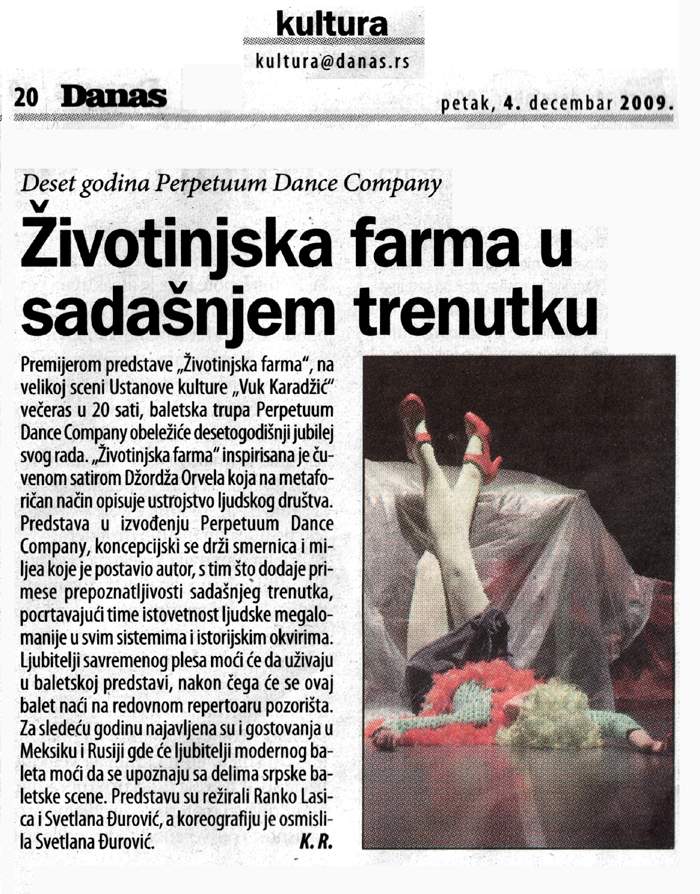 kultura
kultura@danas.rs
20 Danas
petak, 4. decembar 2009.
Deset godina Perpetuum Dance Company
Životinjska farma u
sadašnjem trenutku
Premijerom predstave „Životinjska farma“, na
velikoj sceni Ustanove kulture „Vuk Karadžić“
večeras u 20 sati, baletska trupa Perpetuum
Dance Company obeležiće desetogodišnji jubilej
svog rada. „Životinjska farma“ inspirisana je ču-
venom satirom Džordža Orvela koja na metafo-
ričan način opisuje ustrojstvo ljudskog društva.
Predstava u izvođenju Perpetuum Dance
Company, koncepcijski se drži smernica i mi-
ljea koje je postavio autor, s tim što dodaje pri-
mese prepoznatljivosti sadašnjeg trenutka,
pocrtavajući time istovetnost ljudske megalo-
manije u svim sistemima i istorijskim okvirima.
Ljubitelji savremenog plesa moći će da uživaju
u baletskoj predstavi, nakon čega će se ovaj
balet naći na redovnom repertoaru pozorišta.
Za sledeću godinu najavljena su i gostovanja u
Meksiku i Rusiji gde će ljubitelji modernog ba-
leta moći da se upoznaju sa delima srpske ba-
letske scene. Predstavu su režirali Ranko Lasi-
ca i Svetlana Đurović, a koreografiju je osmisli-
la Svetlana Đurović. K. R.